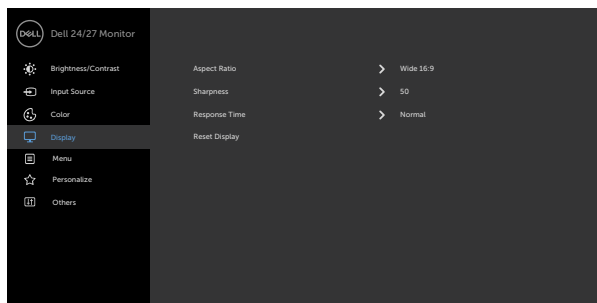 DELL Dell 24/27 Monitor
Brightness/Contrast
Input Source
Color
Display
Menu
Personalize
Others
Aspect Ratio Wide 16:9
Sharpness 50
Response Time Normal
Reset Display